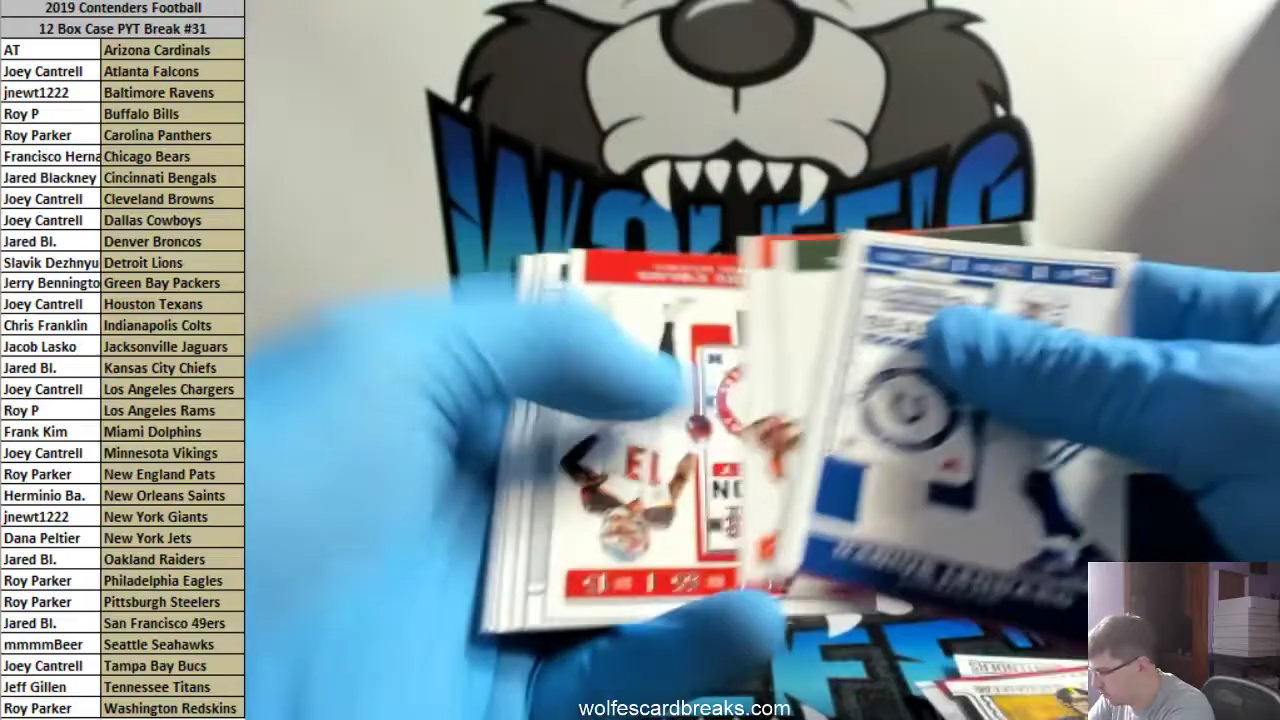 2019 Contenders Football
12 Box Case PYT Break #31
AT Arizona Cardinals
Joey Cantrell Atlanta Falcons
jnewt1222 Baltimore Ravens
Roy P Buffalo Bills
Roy Parker Carolina Panthers
Francisco Herna Chicago Bears
Jared Blackney Cincinnati Bengals
Joey Cantrell Cleveland Browns
Joey Cantrell Dallas Cowboys
Jared Bl. Denver Broncos
Slavik Dezhnyu Detroit Lions
Jerry Benningto Green Bay Packers
Joey Cantrell Houston Texans
Chris Franklin Indianapolis Colts
Jacob Lasko Jacksonville Jaguars
Jared Bl. Kansas City Chiefs
Joey Cantrell Los Angeles Chargers
Roy P Los Angeles Rams
Frank Kim Miami Dolphins
Joey Cantrell Minnesota Vikings
Roy Parker New England Pats
Herminio Ba. New Orleans Saints
jnewt1222 New York Giants
Dana Peltier New York Jets
Jared Bl. Oakland Raiders
Roy Parker Philadelphia Eagles
Roy Parker Pittsburgh Steelers
Jared Bl. San Francisco 49ers
mmmmBeer Seattle Seahawks
Joey Cantrell Tampa Bay Bucs
Jeff Gillen Tennessee Titans
Roy Parker Washington Redskins
WOLFE'S
wolfescardbreaks.com